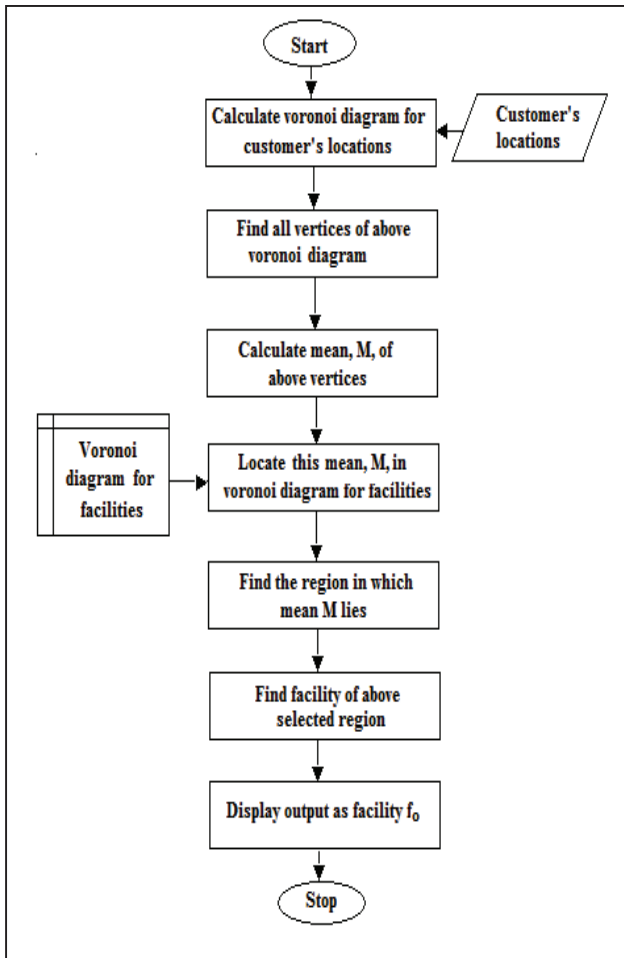 Start
Calculate voronoi diagram for
customer's locations
Customer's
locations
Find all vertices of above
voronoi diagram
Calculate mean, M, of
above vertices
Voronoi
diagram for
facilities
Locate this mean, M, in
voronoi diagram for facilities
Find the region in which
mean M lies
Find facility of above
selected region
Display output as facility f₀
Stop